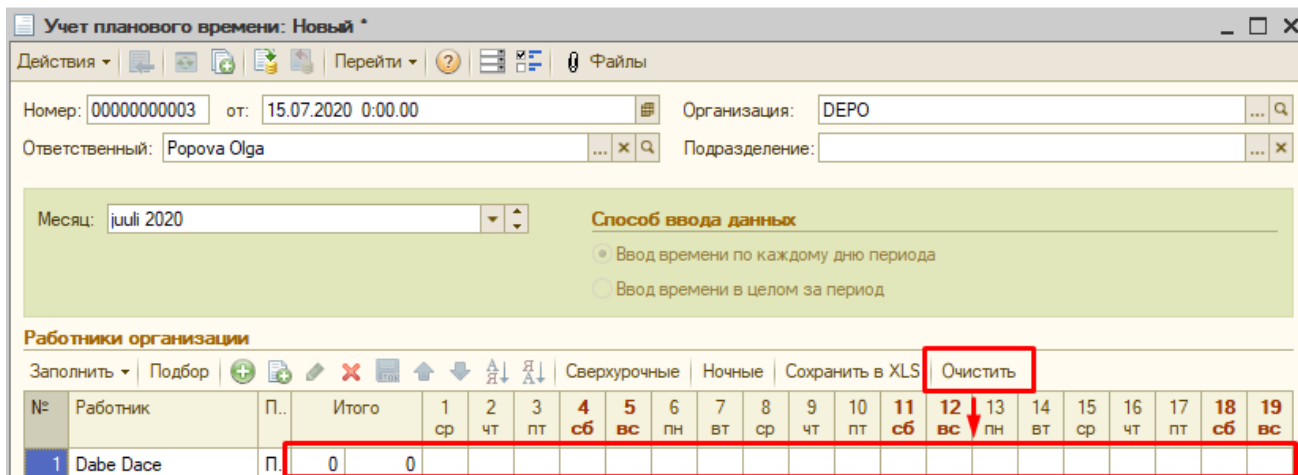 Учет планового времени: Новый *
Действия Перейти Файлы
Номер: 00000000003 от: 15.07.2020 0:00.00 Организация: DEPO
Ответственный: Popova Olga Подразделение:
Месяц: juuli 2020 Способ ввода данных
Ввод времени по каждому дню периода
Ввод времени в целом за период
Работники организации
Заполнить Подбор Сверхурочные Ночные Сохранить в XLS Очистить
№ Работник П.. Итого 1 2 3 4 5 6 7 8 9 10 11 12 13 14 15 16 17 18 19
ср чт пт сб вс пн вт ср чт пт сб вс пн вт ср чт пт сб вс
1 Dabe Dace П. 0 0